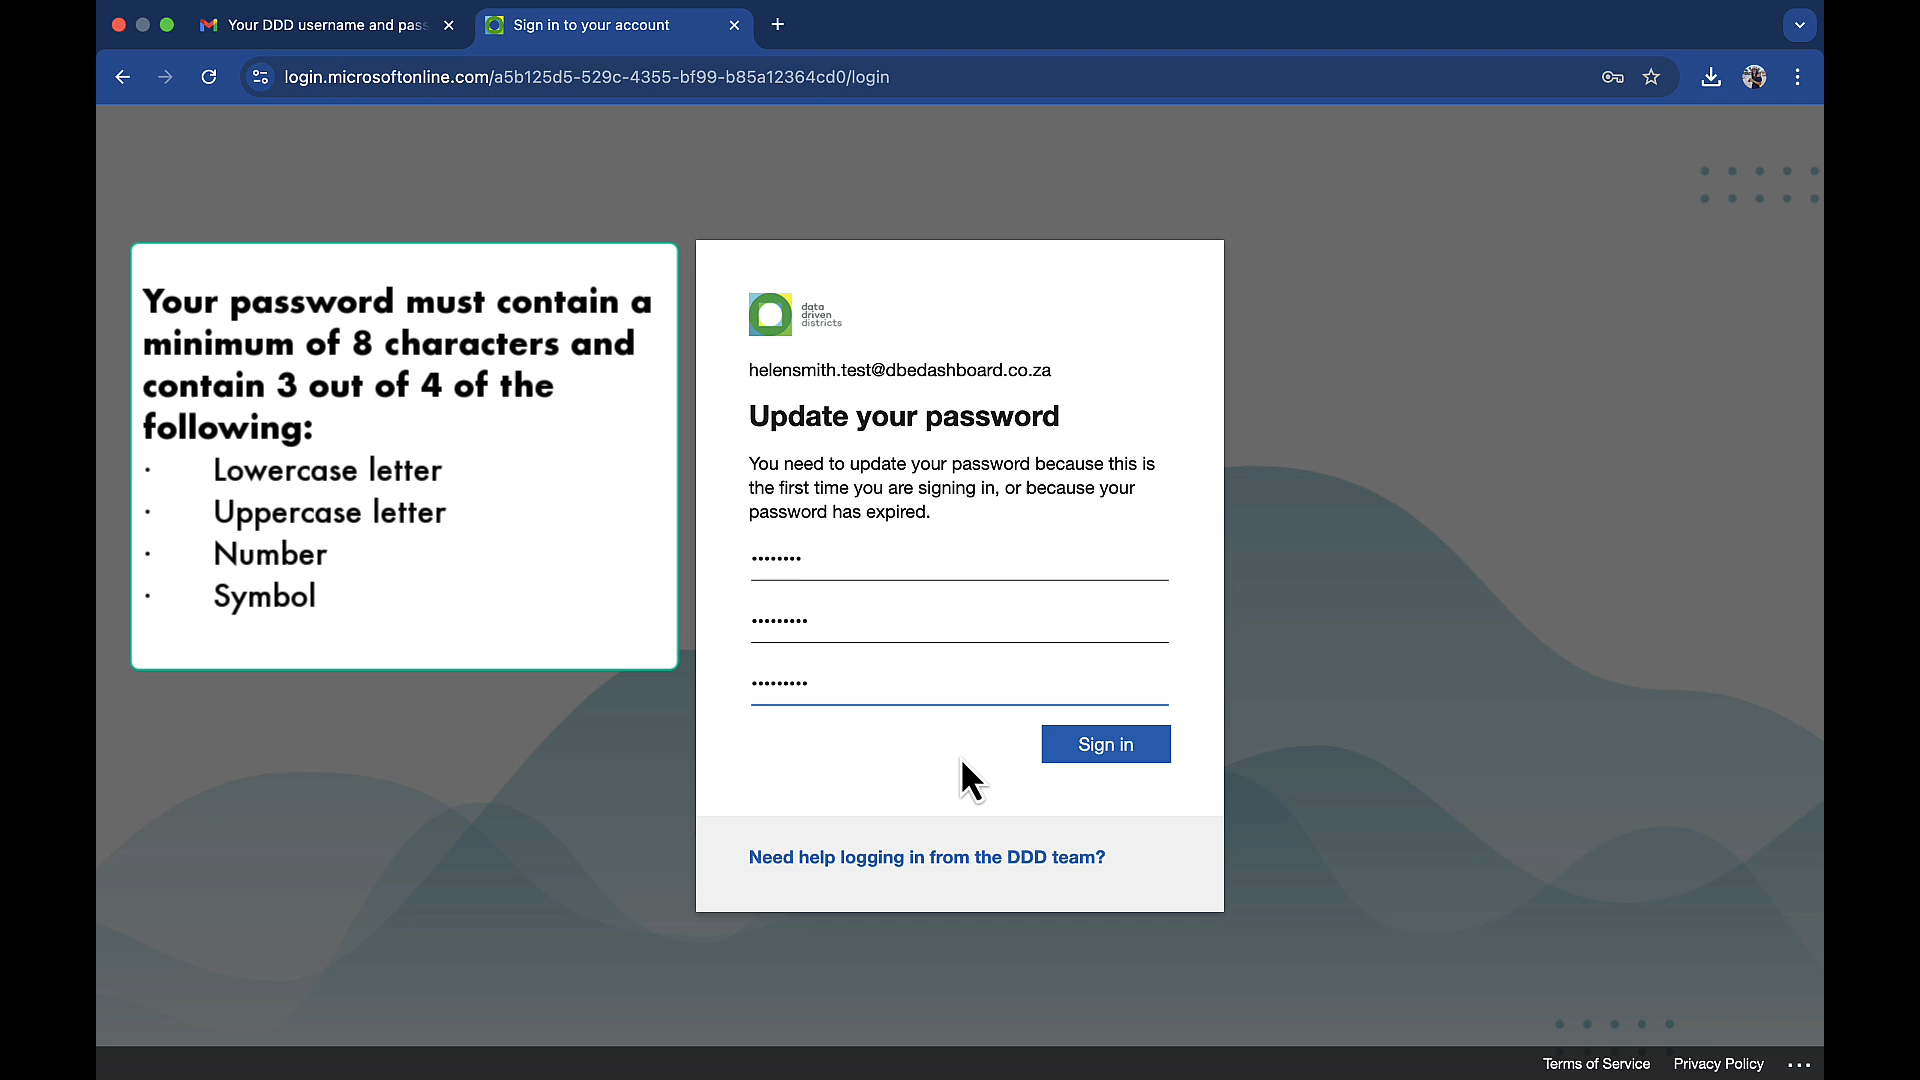 Your DDD username and pass
Sign in to your account
login.microsoftonline.com/a5b125d5-529c-4355-bf99-b85a12364cd0/login
Your password must contain a
minimum of 8 characters and
contain 3 out of 4 of the
following:
· Lowercase letter
· Uppercase letter
· Number
· Symbol
data
driven
districts
helensmith.test@dbedashboard.co.za
Update your password
You need to update your password because this is
the first time you are signing in, or because your
password has expired.
••••••••
•••••••••
•••••••••
Sign in
Need help logging in from the DDD team?
Terms of Service Privacy Policy ...